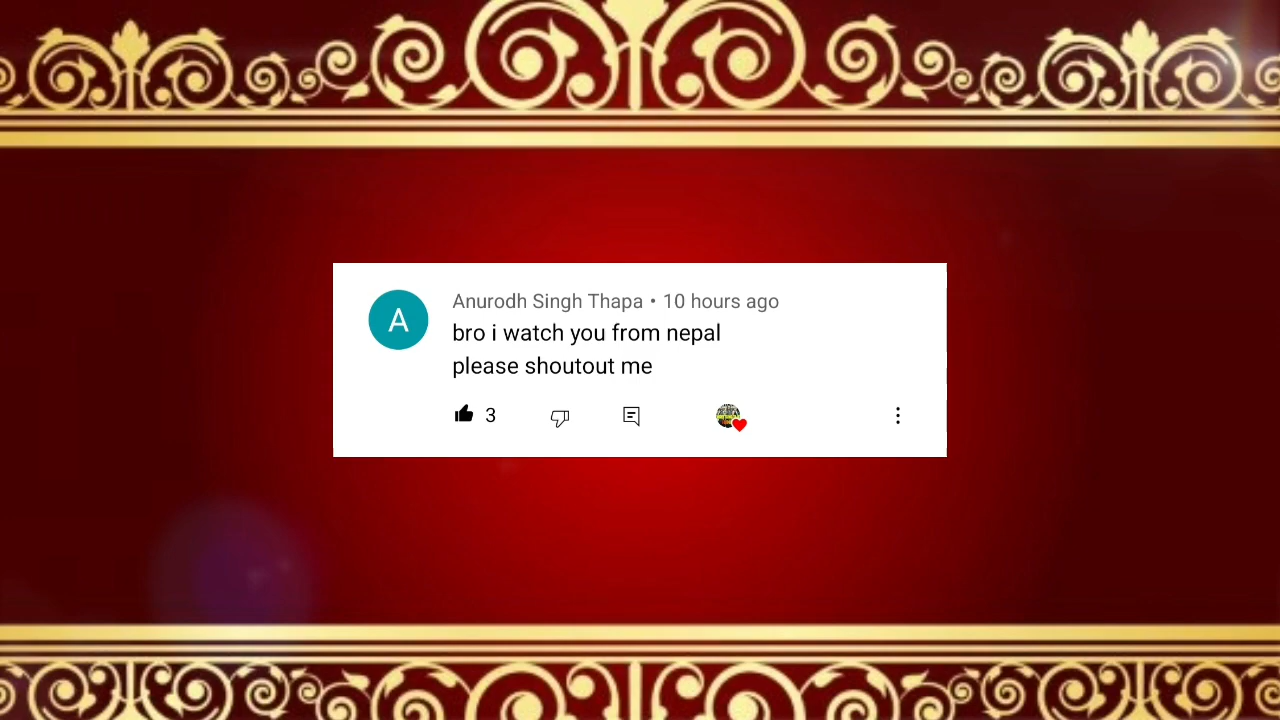 A
Anurodh Singh Thapa • 10 hours ago
bro i watch you from nepal
please shoutout me
3